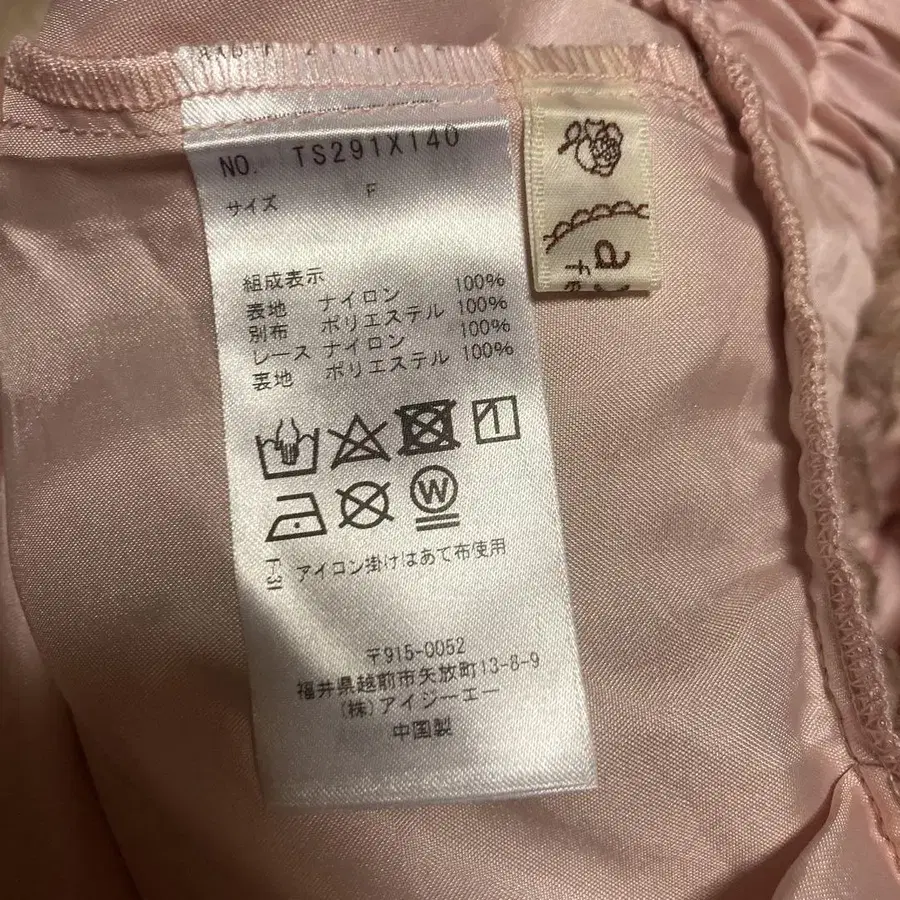 NO. TS291X140
サイズ F
組成表示
表地 ナイロン 100%
別布 ポリエステル 100%
レース ナイロン 100%
裏地 ポリエステル 100%
W
アイロン掛けはあて布使用
〒915-0052
福井県越前市矢放町13-8-9
(株)アイジーエー
中国製
a